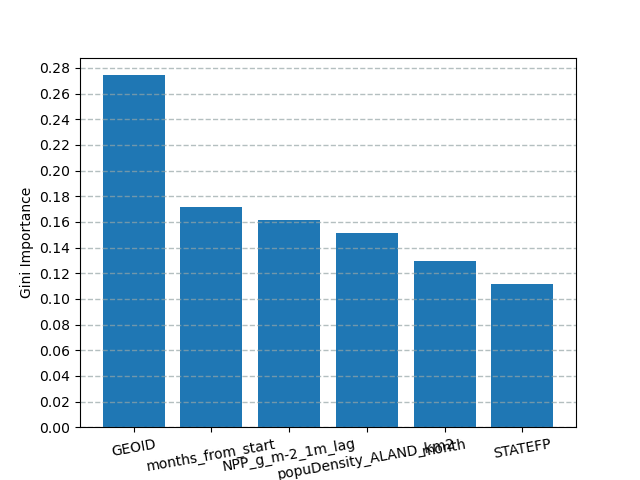 0.28
0.26
0.24
0.22
0.20
0.18
0.16
0.14
0.12
0.10
0.08
0.06
0.04
0.02
0.00
Gini Importance
GEOID
months_from_start
NPP_g_m-2_1m_lag
popuDensity_ALAND_km2
month
STATEFP